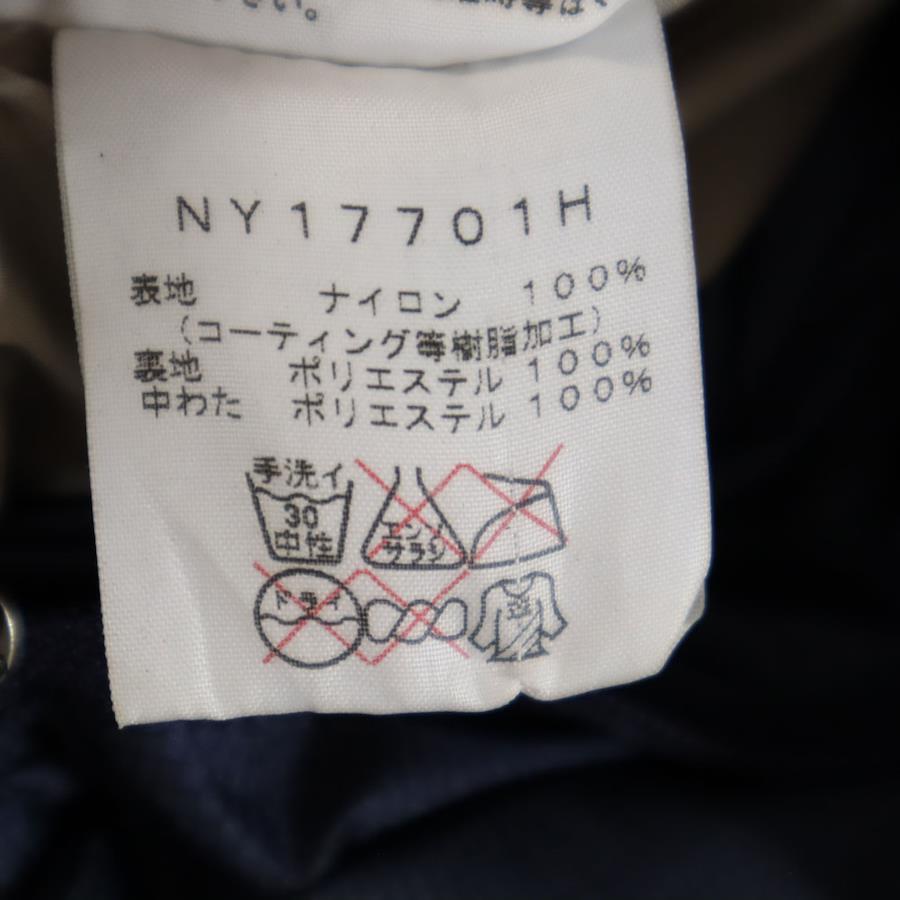 さい。
NY17701H
表地 ナイロン 100%
(コーティング等樹脂加工)
裏地 ポリエステル 100%
中わた ポリエステル 100%
手洗イ
30
中性
エンソ
サラシ
ドライ